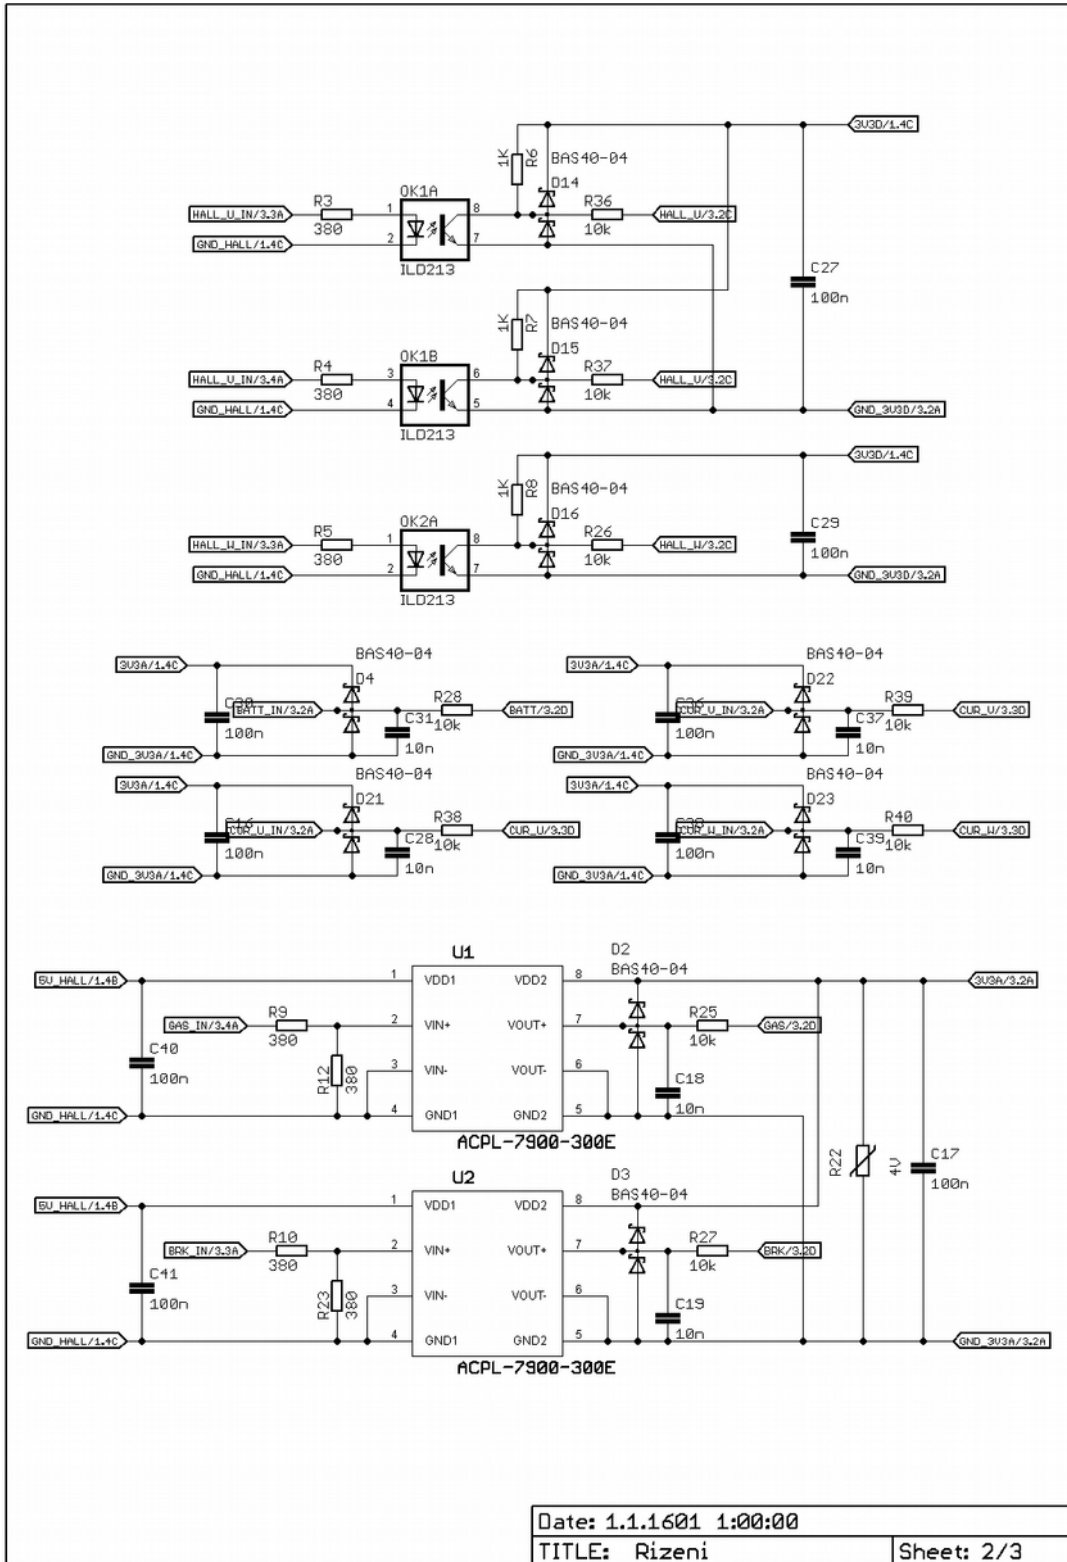 3V3D/1.4C
1K
R6
BAS40-04
D14
OK1A
R3
R36
HALL_U_IN/3.3A
1
8
HALL_U/3.2C
380
10k
GND_HALL/1.4C
2
7
ILD213
C27
100n
1K
R7
BAS40-04
D15
OK1B
R4
R37
HALL_V_IN/3.4A
3
6
HALL_V/3.2C
380
10k
GND_HALL/1.4C
4
5
GND_3V3D/3.2A
ILD213
3V3D/1.4C
1K
R8
BAS40-04
D16
OK2A
R5
R26
C29
HALL_W_IN/3.3A
1
8
HALL_W/3.2C
380
10k
100n
GND_HALL/1.4C
2
7
GND_3V3D/3.2A
ILD213
BAS40-04
BAS40-04
3V3A/1.4C
D4
3V3A/1.4C
D22
C30
BATT_IN/3.2A
R28
BATT/3.2D
C36
CUR_V_IN/3.2A
R39
CUR_V/3.3D
100n
C31
10k
100n
C37
10k
GND_3V3A/1.4C
10n
GND_3V3A/1.4C
10n
BAS40-04
BAS40-04
3V3A/1.4C
D21
3V3A/1.4C
D23
C16
CUR_U_IN/3.2A
R38
CUR_U/3.3D
C38
CUR_W_IN/3.2A
R40
CUR_W/3.3D
100n
C28
10k
100n
C39
10k
GND_3V3A/1.4C
10n
GND_3V3A/1.4C
10n
U1
D2
BAS40-04
5V_HALL/1.4B
1
VDD1
VDD2
8
3V3A/3.2A
R9
R25
GAS_IN/3.4A
2
VIN+
VOUT+
7
GAS/3.2D
380
10k
C40
100n
R12
380
3
VIN-
VOUT-
6
C18
10n
GND_HALL/1.4C
4
GND1
GND2
5
ACPL-7900-300E
R22
4V
C17
100n
U2
D3
BAS40-04
5V_HALL/1.4B
1
VDD1
VDD2
8
R10
R27
BRK_IN/3.3A
2
VIN+
VOUT+
7
BRK/3.2D
380
10k
C41
100n
R23
380
3
VIN-
VOUT-
6
C19
10n
GND_HALL/1.4C
4
GND1
GND2
5
GND_3V3A/3.2A
ACPL-7900-300E
Date: 1.1.1601 1:00:00
TITLE: Rizeni
Sheet: 2/3